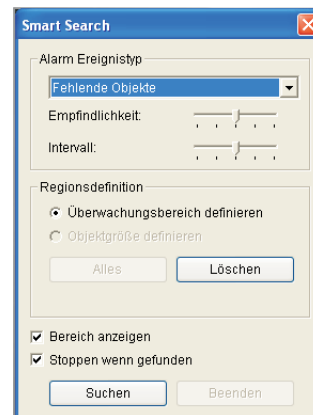 Smart Search
Alarm Ereignistyp
Fehlende Objekte
Empfindlichkeit:
Intervall:
Regionsdefinition
Überwachungsbereich definieren
Objektgröße definieren
Alles Löschen
Bereich anzeigen
Stoppen wenn gefunden
Suchen Beenden